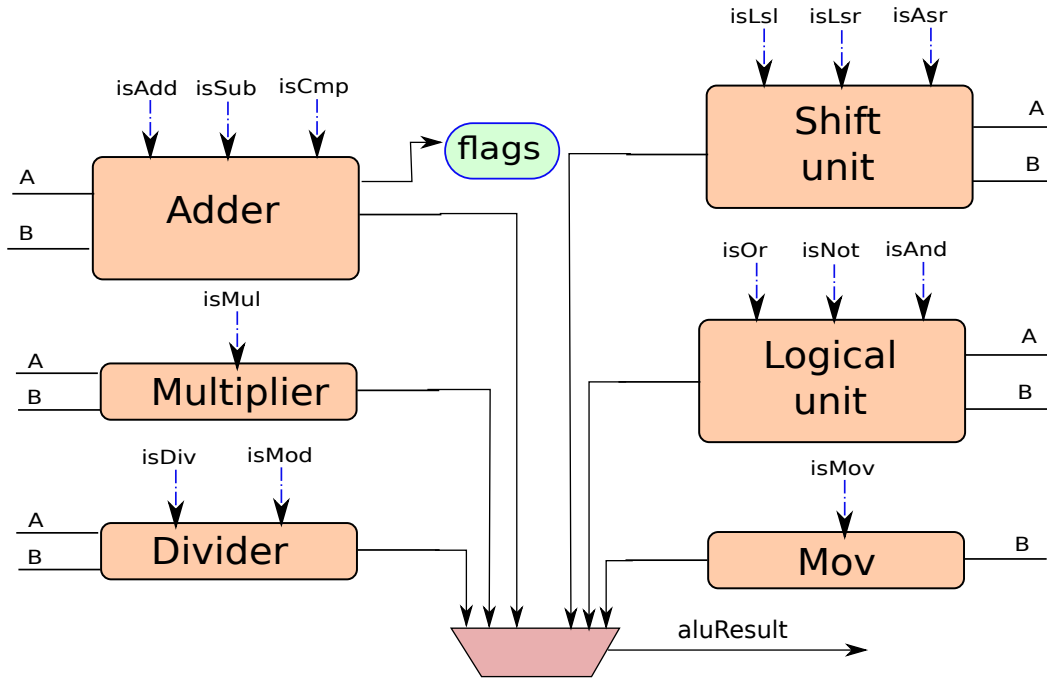 isLsl isLsr isAsr
isAdd isSub isCmp
Shift
unit
A
B
flags
A
B
Adder
isOr isNot isAnd
isMul
Logical
unit
A
B
A
B
Multiplier
isDiv isMod
isMov
A
B
Divider
Mov
B
aluResult